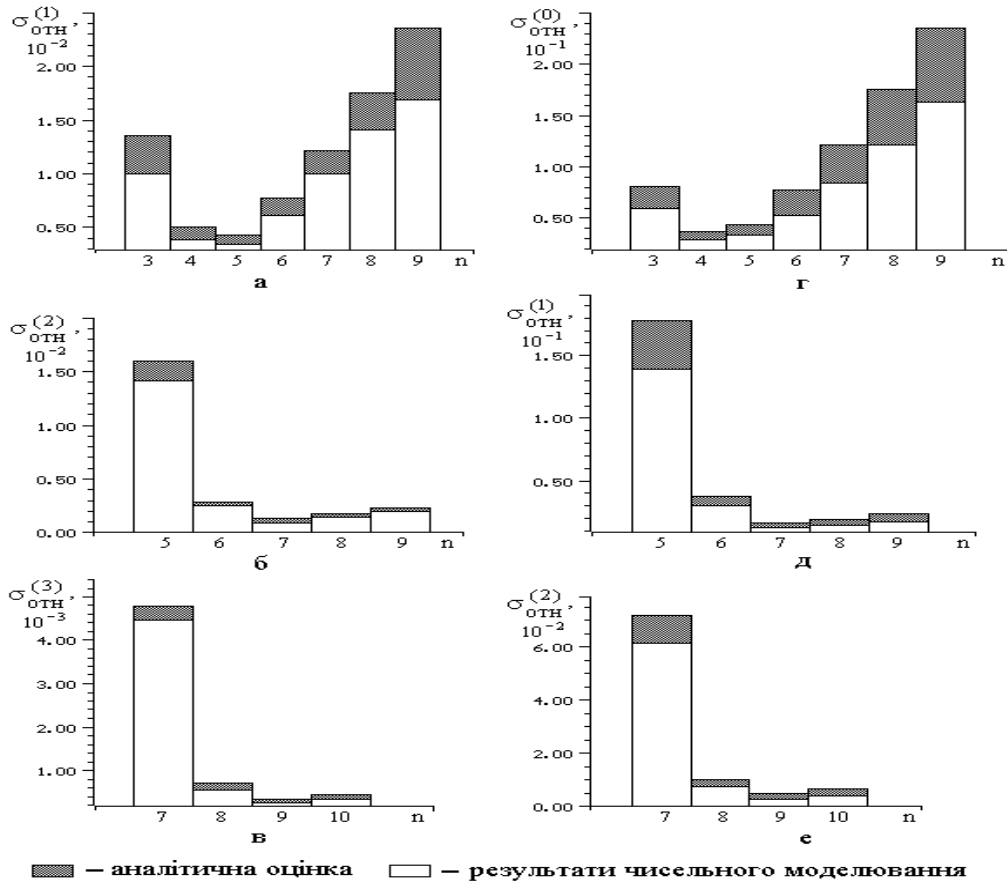 σ отн (1), 10⁻²
2.00
1.50
1.00
0.50
3 4 5 6 7 8 9 n
а
σ отн (0), 10⁻¹
2.00
1.50
1.00
0.50
3 4 5 6 7 8 9 n
г
σ отн (2), 10⁻²
1.50
1.00
0.50
0.00
5 6 7 8 9 n
б
σ отн (1), 10⁻¹
1.50
1.00
0.50
5 6 7 8 9 n
д
σ отн (3), 10⁻³
4.00
3.00
2.00
1.00
7 8 9 10 n
в
σ отн (2), 10⁻²
6.00
4.00
2.00
0.00
7 8 9 10 n
е
– аналітична оцінка – результати чисельного моделювання